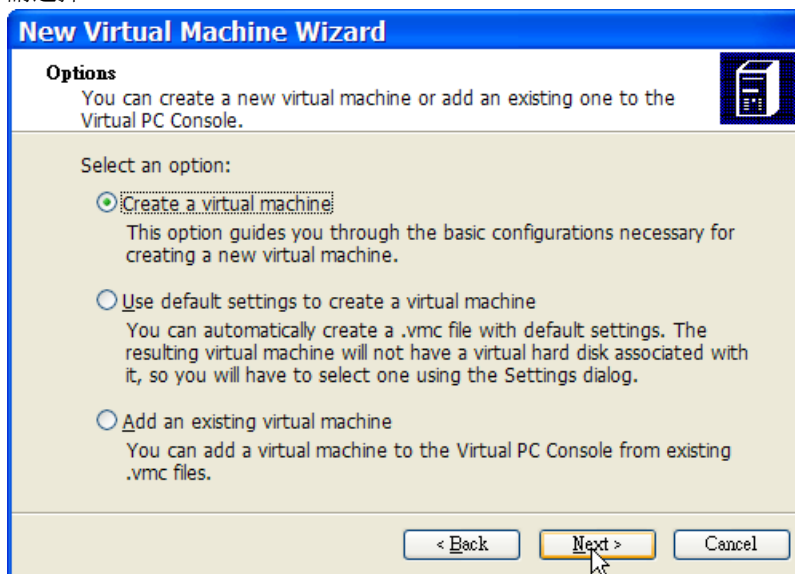 New Virtual Machine Wizard
Options
You can create a new virtual machine or add an existing one to the
Virtual PC Console.
Select an option:
Create a virtual machine
This option guides you through the basic configurations necessary for
creating a new virtual machine.
Use default settings to create a virtual machine
You can automatically create a .vmc file with default settings. The
resulting virtual machine will not have a virtual hard disk associated with
it, so you will have to select one using the Settings dialog.
Add an existing virtual machine
You can add a virtual machine to the Virtual PC Console from existing
.vmc files.
< Back Next > Cancel